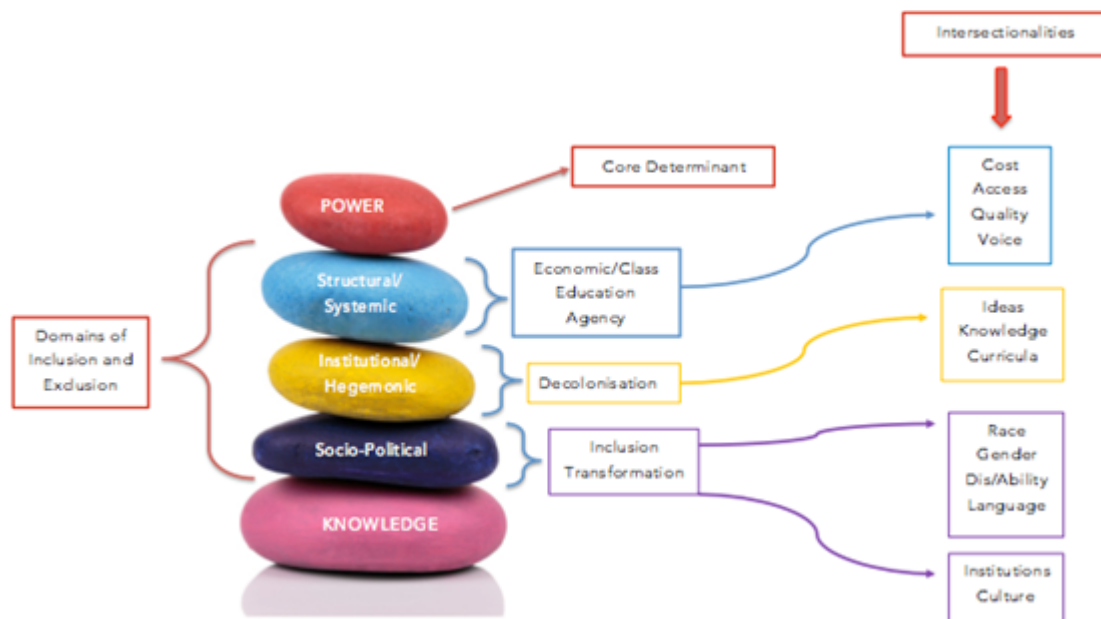 Intersectionalities
Core Determinant
POWER
Cost
Access
Quality
Voice
Structural/
Systemic
Economic/Class
Education
Agency
Domains of
Inclusion and
Exclusion
Institutional/
Hegemonic
Decolonisation
Ideas
Knowledge
Curricula
Socio-Political
Inclusion
Transformation
Race
Gender
Dis/Ability
Language
KNOWLEDGE
Institutions
Culture